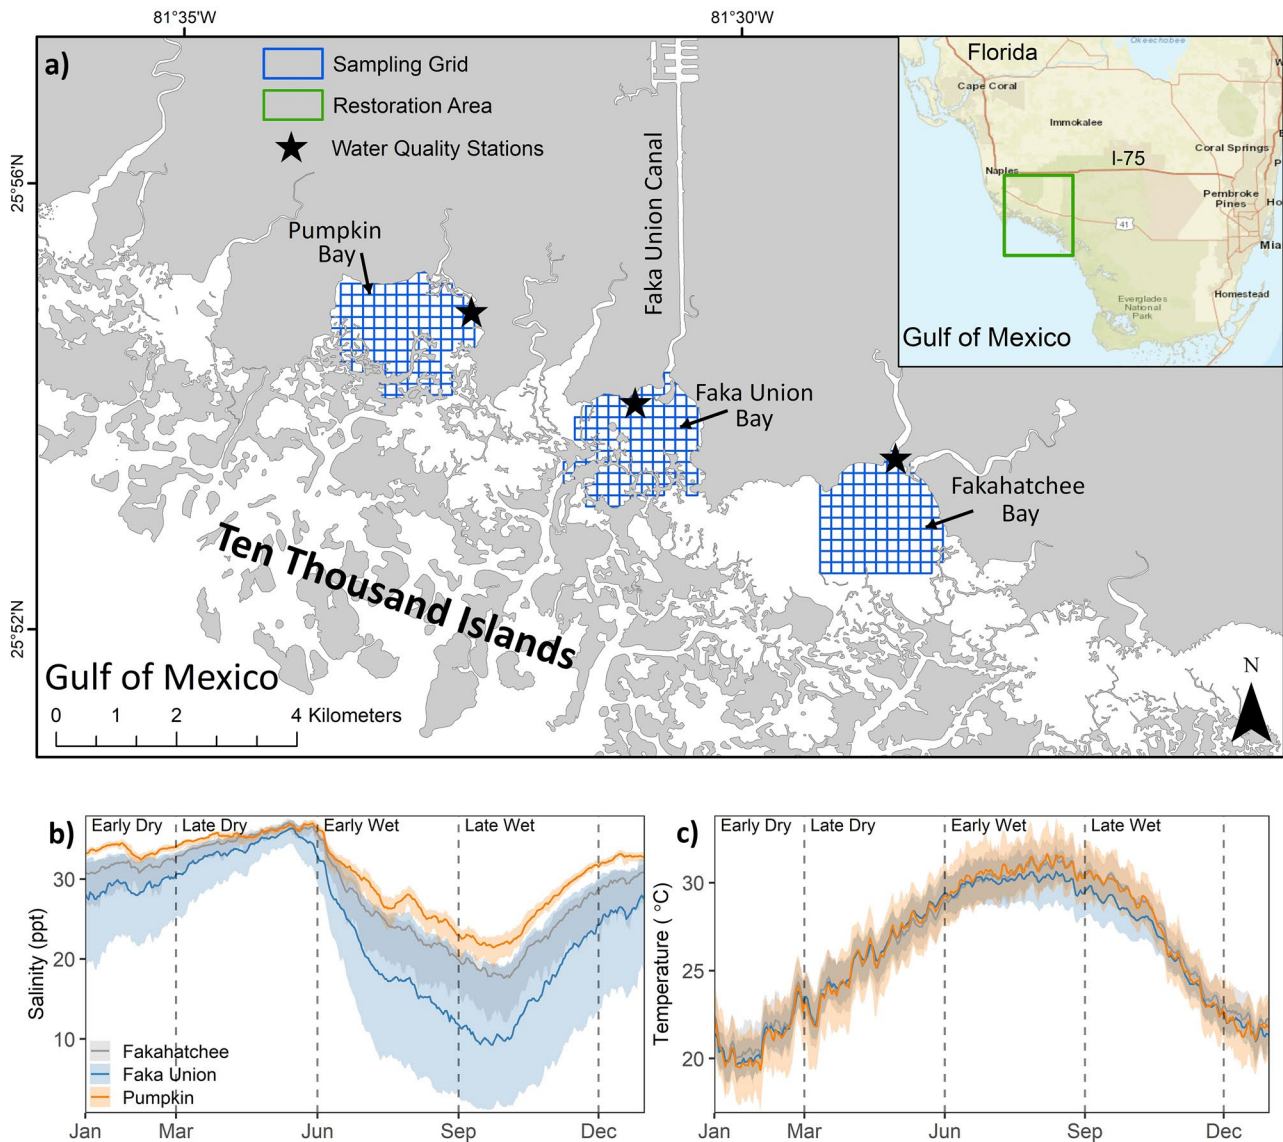 81°35'W
81°30'W
a)
Sampling Grid
Restoration Area
Water Quality Stations
25°56'N
25°52'N
Pumpkin
Bay
Faka Union Canal
Faka Union
Bay
Fakahatchee
Bay
Ten Thousand Islands
Gulf of Mexico
0 1 2 4 Kilometers
N
Okeechobee
Florida
Cape Coral
Immokalee
Coral Springs
I-75
Naples
Pembroke
Pines
Ho
41
Mia
Homestead
Everglades
National
Park
Gulf of Mexico
b)
Early Dry
Late Dry
Early Wet
Late Wet
Salinity (ppt)
30
20
10
Fakahatchee
Faka Union
Pumpkin
Jan Mar Jun Sep Dec
c)
Early Dry
Late Dry
Early Wet
Late Wet
Temperature (°C)
30
25
20
Jan Mar Jun Sep Dec